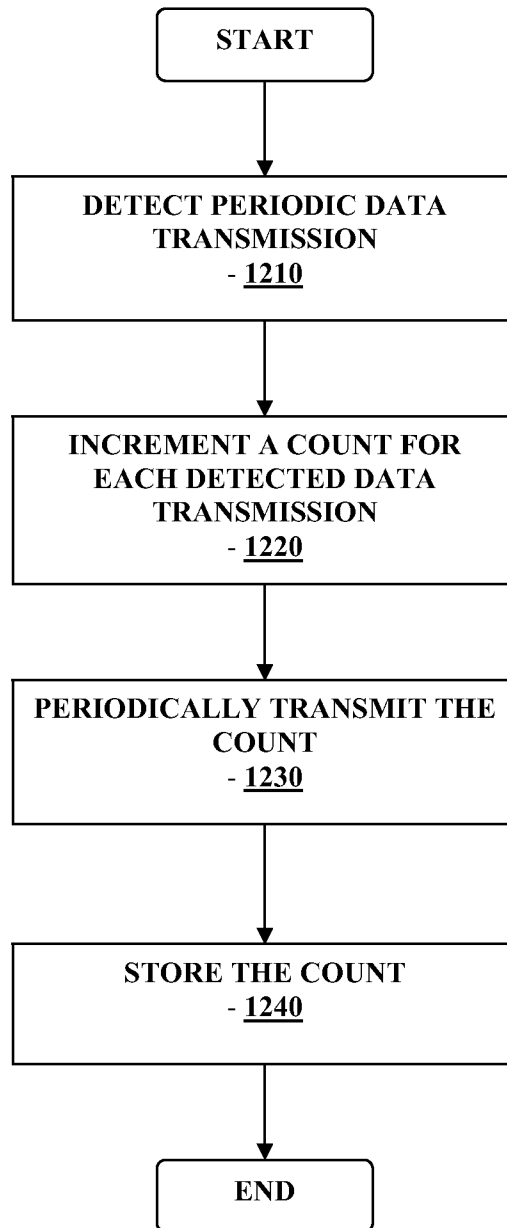 START
DETECT PERIODIC DATA
TRANSMISSION
- 1210
INCREMENT A COUNT FOR
EACH DETECTED DATA
TRANSMISSION
- 1220
PERIODICALLY TRANSMIT THE
COUNT
- 1230
STORE THE COUNT
- 1240
END